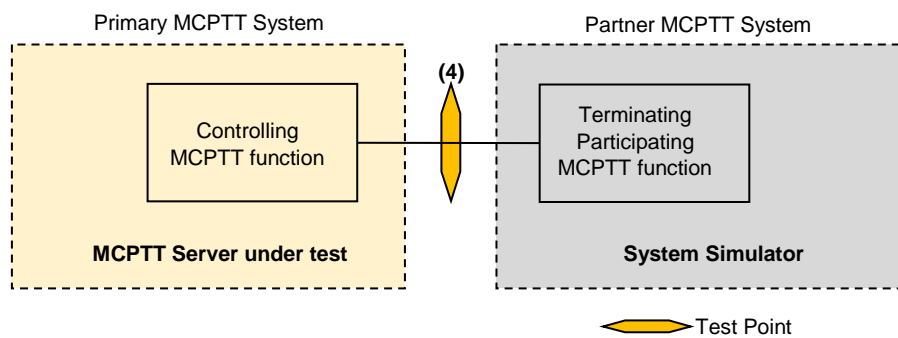 Primary MCPTT System
Partner MCPTT System
(4)
Controlling
MCPTT function
Terminating
Participating
MCPTT function
MCPTT Server under test
System Simulator
Test Point